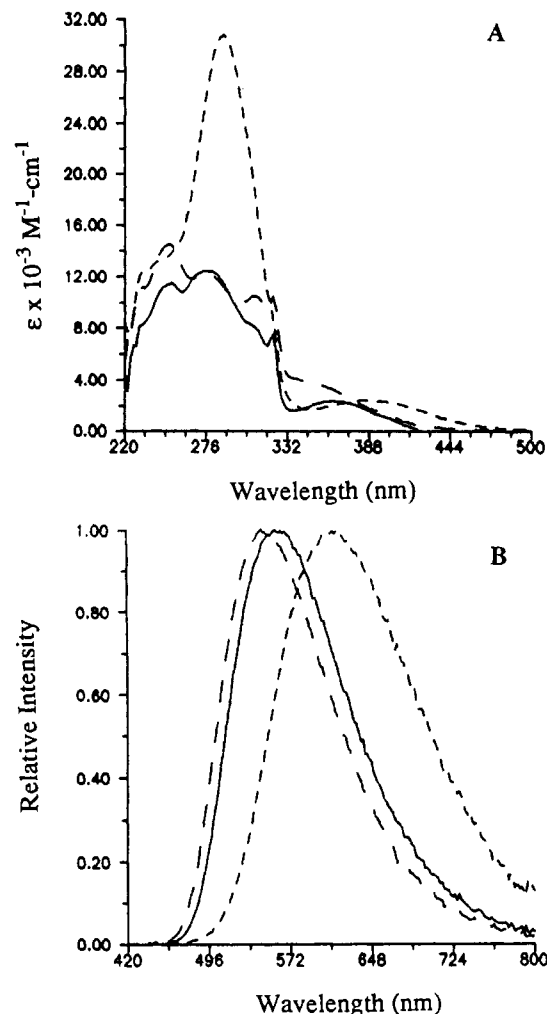 A
32.00
28.00
24.00
20.00
16.00
12.00
8.00
4.00
0.00
ε x 10⁻³ M⁻¹-cm⁻¹
220 276 332 388 444 500
Wavelength (nm)
B
1.00
0.80
0.60
0.40
0.20
0.00
Relative Intensity
420 496 572 648 724 800
Wavelength (nm)